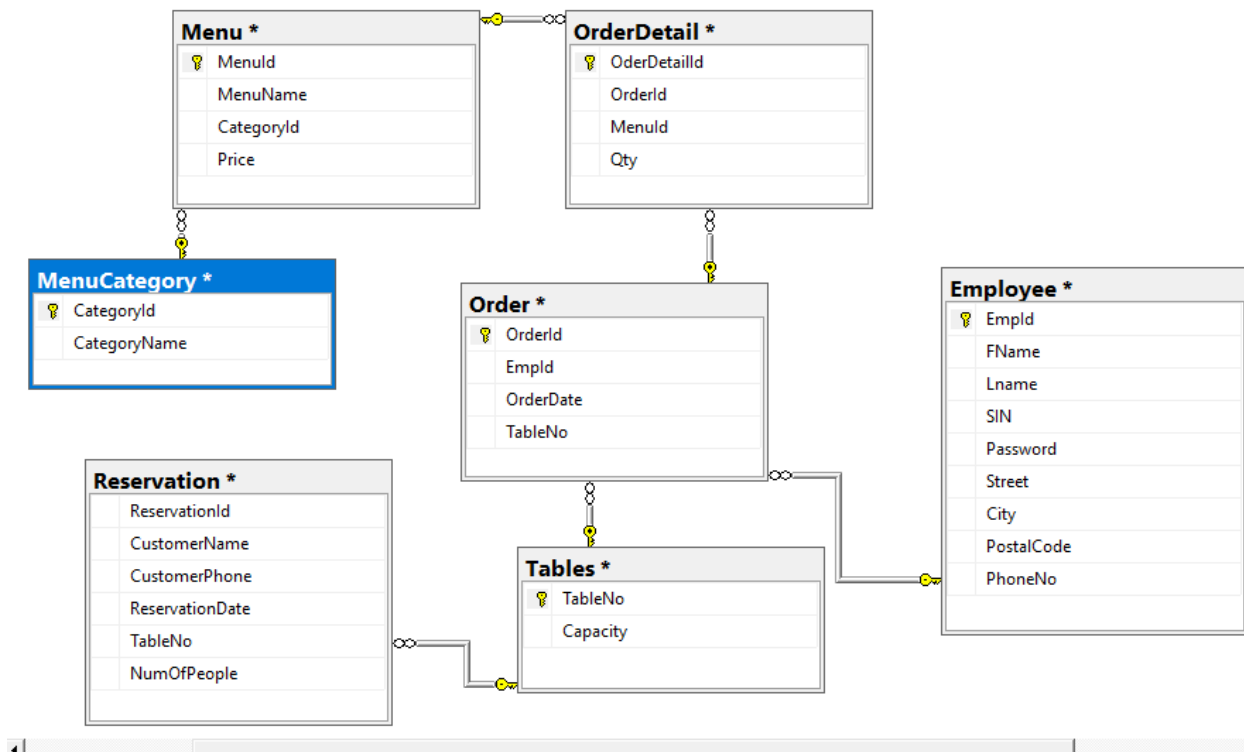 Menu *
MenuId
MenuName
CategoryId
Price
OrderDetail *
OderDetailId
OrderId
MenuId
Qty
MenuCategory *
CategoryId
CategoryName
Order *
OrderId
EmpId
OrderDate
TableNo
Employee *
EmpId
FName
Lname
SIN
Password
Street
City
PostalCode
PhoneNo
Reservation *
ReservationId
CustomerName
CustomerPhone
ReservationDate
TableNo
NumOfPeople
Tables *
TableNo
Capacity